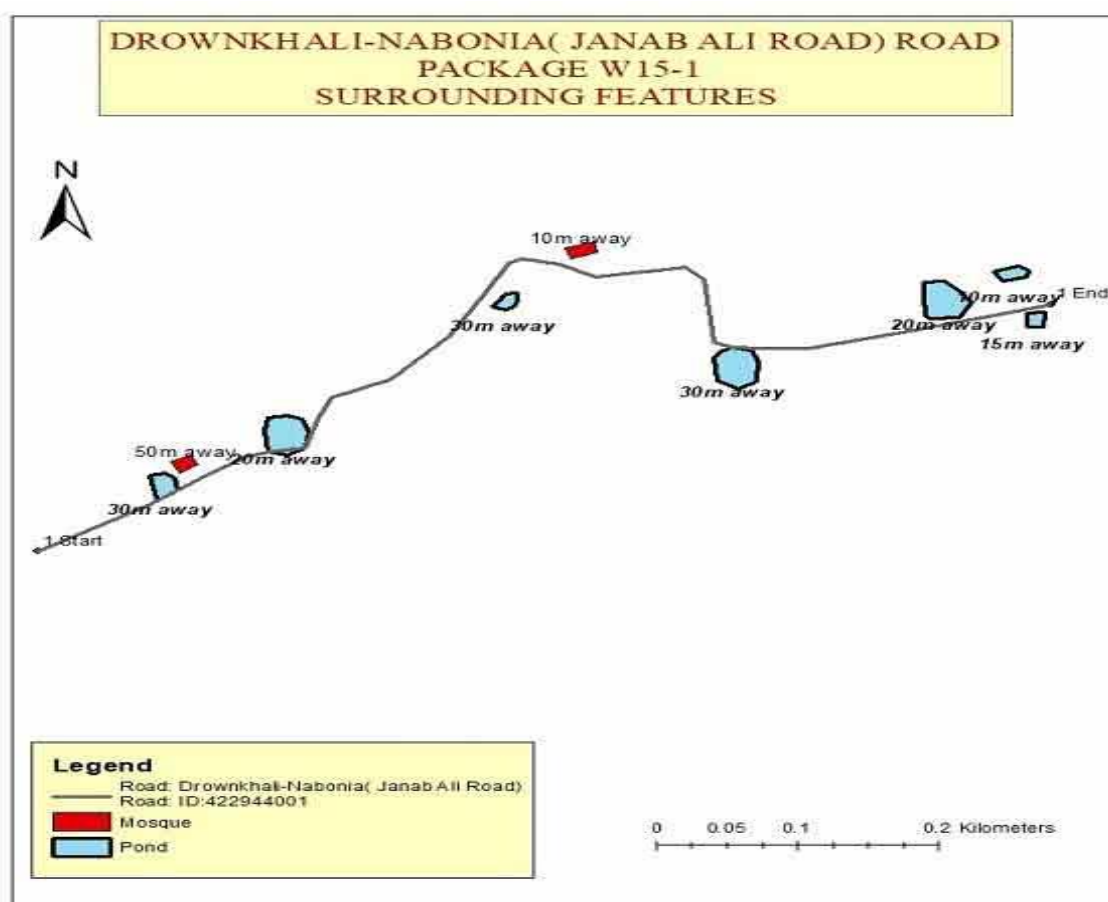 DROWNKHALI-NABONIA( JANAB ALI ROAD) ROAD
PACKAGE W15-1
SURROUNDING FEATURES
N
10m away
30m away
10m away
1 End
20m away
15m away
30m away
50m away
20m away
30m away
1 Start
Legend
Road: Drownkhali-Nabonia( Janab Ali Road)
Road: ID:422944001
Mosque
Pond
0 0.05 0.1 0.2 Kilometers